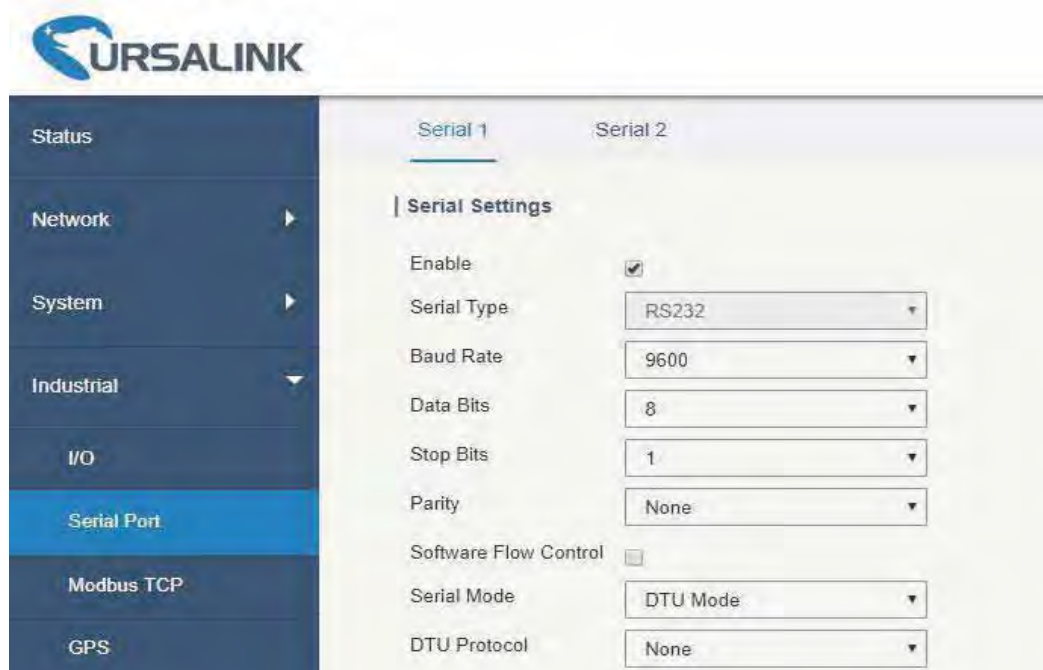 URSALINK
Status
Network
System
Industrial
I/O
Serial Port
Modbus TCP
GPS
Serial 1 Serial 2
Serial Settings
Enable
Serial Type RS232
Baud Rate 9600
Data Bits 8
Stop Bits 1
Parity None
Software Flow Control
Serial Mode DTU Mode
DTU Protocol None